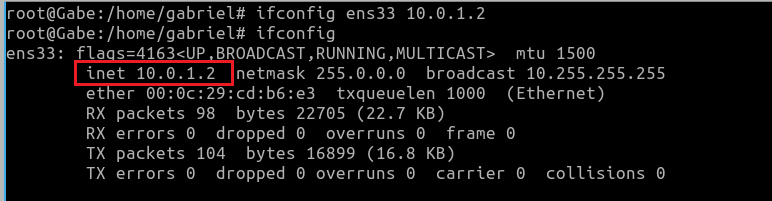 root@Gabe:/home/gabriel# ifconfig ens33 10.0.1.2
root@Gabe:/home/gabriel# ifconfig
ens33: flags=4163<UP,BROADCAST,RUNNING,MULTICAST>  mtu 1500
        inet 10.0.1.2  netmask 255.0.0.0  broadcast 10.255.255.255
        ether 00:0c:29:cd:b6:e3  txqueuelen 1000  (Ethernet)
        RX packets 98  bytes 22705 (22.7 KB)
        RX errors 0  dropped 0  overruns 0  frame 0
        TX packets 104  bytes 16899 (16.8 KB)
        TX errors 0  dropped 0 overruns 0  carrier 0  collisions 0